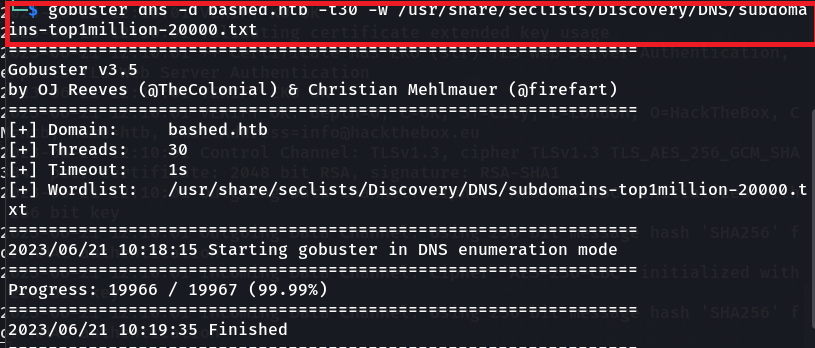 └─$ gobuster dns -d bashed.htb -t30 -w /usr/share/seclists/Discovery/DNS/subdoma
ins-top1million-20000.txt
===============================================================
Gobuster v3.5
by OJ Reeves (@TheColonial) & Christian Mehlmauer (@firefart)
===============================================================
[+] Domain:     bashed.htb
[+] Threads:    30
[+] Timeout:    1s
[+] Wordlist:   /usr/share/seclists/Discovery/DNS/subdomains-top1million-20000.t
xt
===============================================================
2023/06/21 10:18:15 Starting gobuster in DNS enumeration mode
===============================================================
Progress: 19966 / 19967 (99.99%)
===============================================================
2023/06/21 10:19:35 Finished
===============================================================